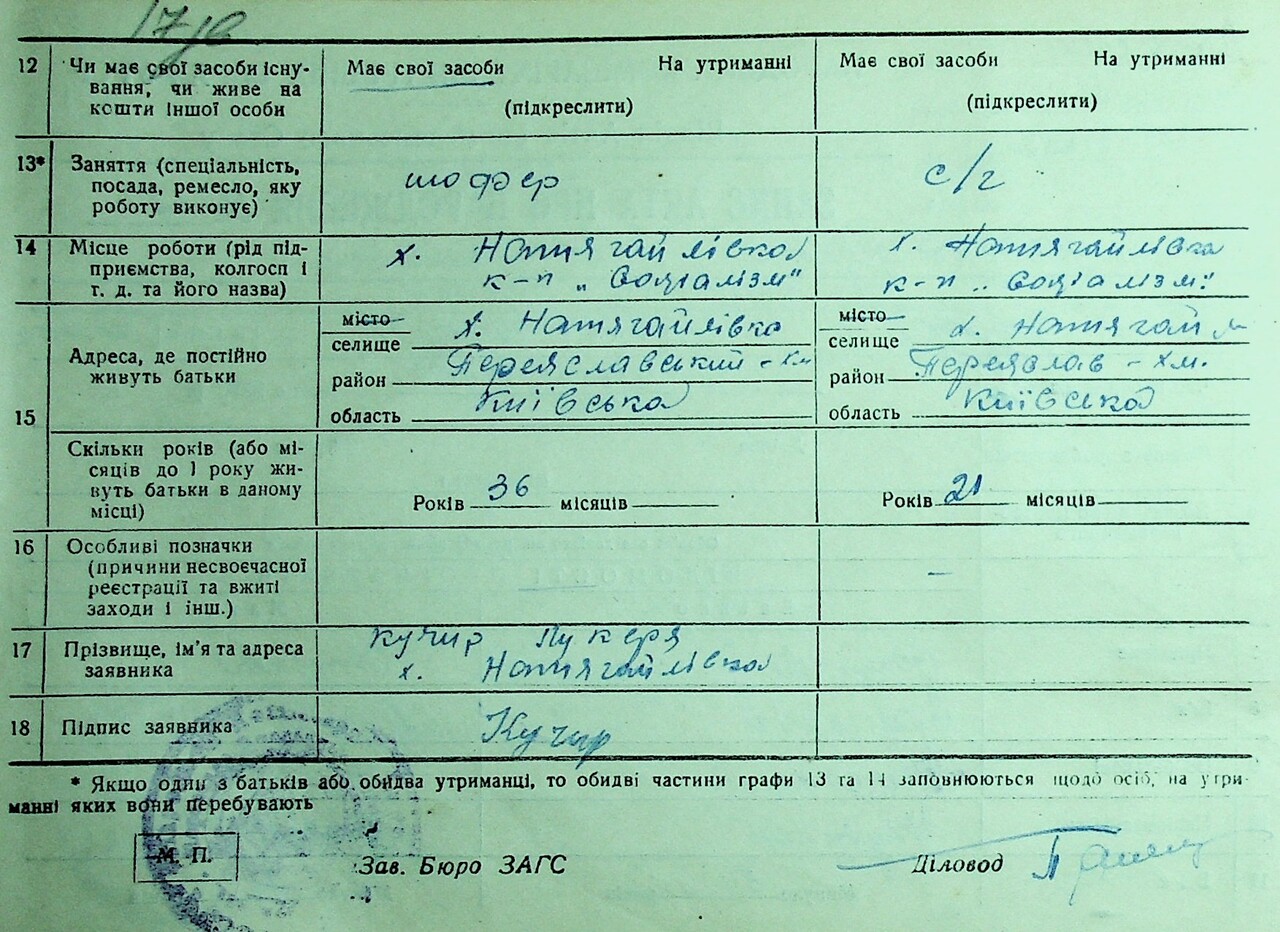 17 յв
12 Чи має свої засоби існу-
вання, чи живе на
кошти іншої особи
Має свої засоби На утриманні
(підкреслити)
Має свої засоби На утриманні
(підкреслити)
13* Заняття (спеціальність,
посада, ремесло, яку
роботу виконує)
шофер
с/г
14 Місце роботи (рід під-
приємства, колгосп і
т. д. та його назва)
х. Натягайлівка
к-п „Соціалізм"
х. Натягайлівка
к-п „Соціалізм"
15 Адреса, де постійно
живуть батьки
місто
селище х. Натягайлівка
район Переяславський-хм
область Київська
місто
селище х. Натягайл
район Переяслав-хм.
область Київська
Скільки років (або мі-
сяців до 1 року жи-
вуть батьки в даному
місці)
Років 36 місяців
Років 21 місяців
16 Особливі позначки
(причини несвоєчасної
реєстрації та вжиті
заходи і інш.)
–
17 Прізвище, ім'я та адреса
заявника
Кучир Лукеря
х. Натягайлівка
18 Підпис заявника
Кучир
* Якщо один з батьків або обидва утриманці, то обидві частини графи 13 та 14 заповнюються щодо осіб, на утри-
манні яких вони перебувають
М. П.
Зав. Бюро ЗАГС
Діловод